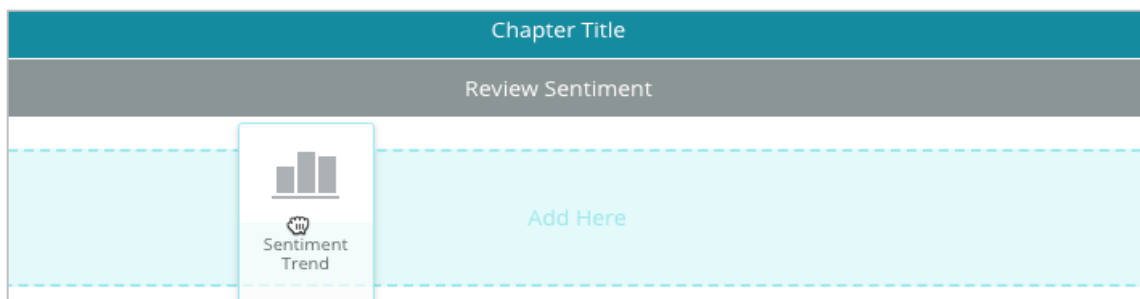 Chapter Title
Review Sentiment
Add Here
Sentiment
Trend